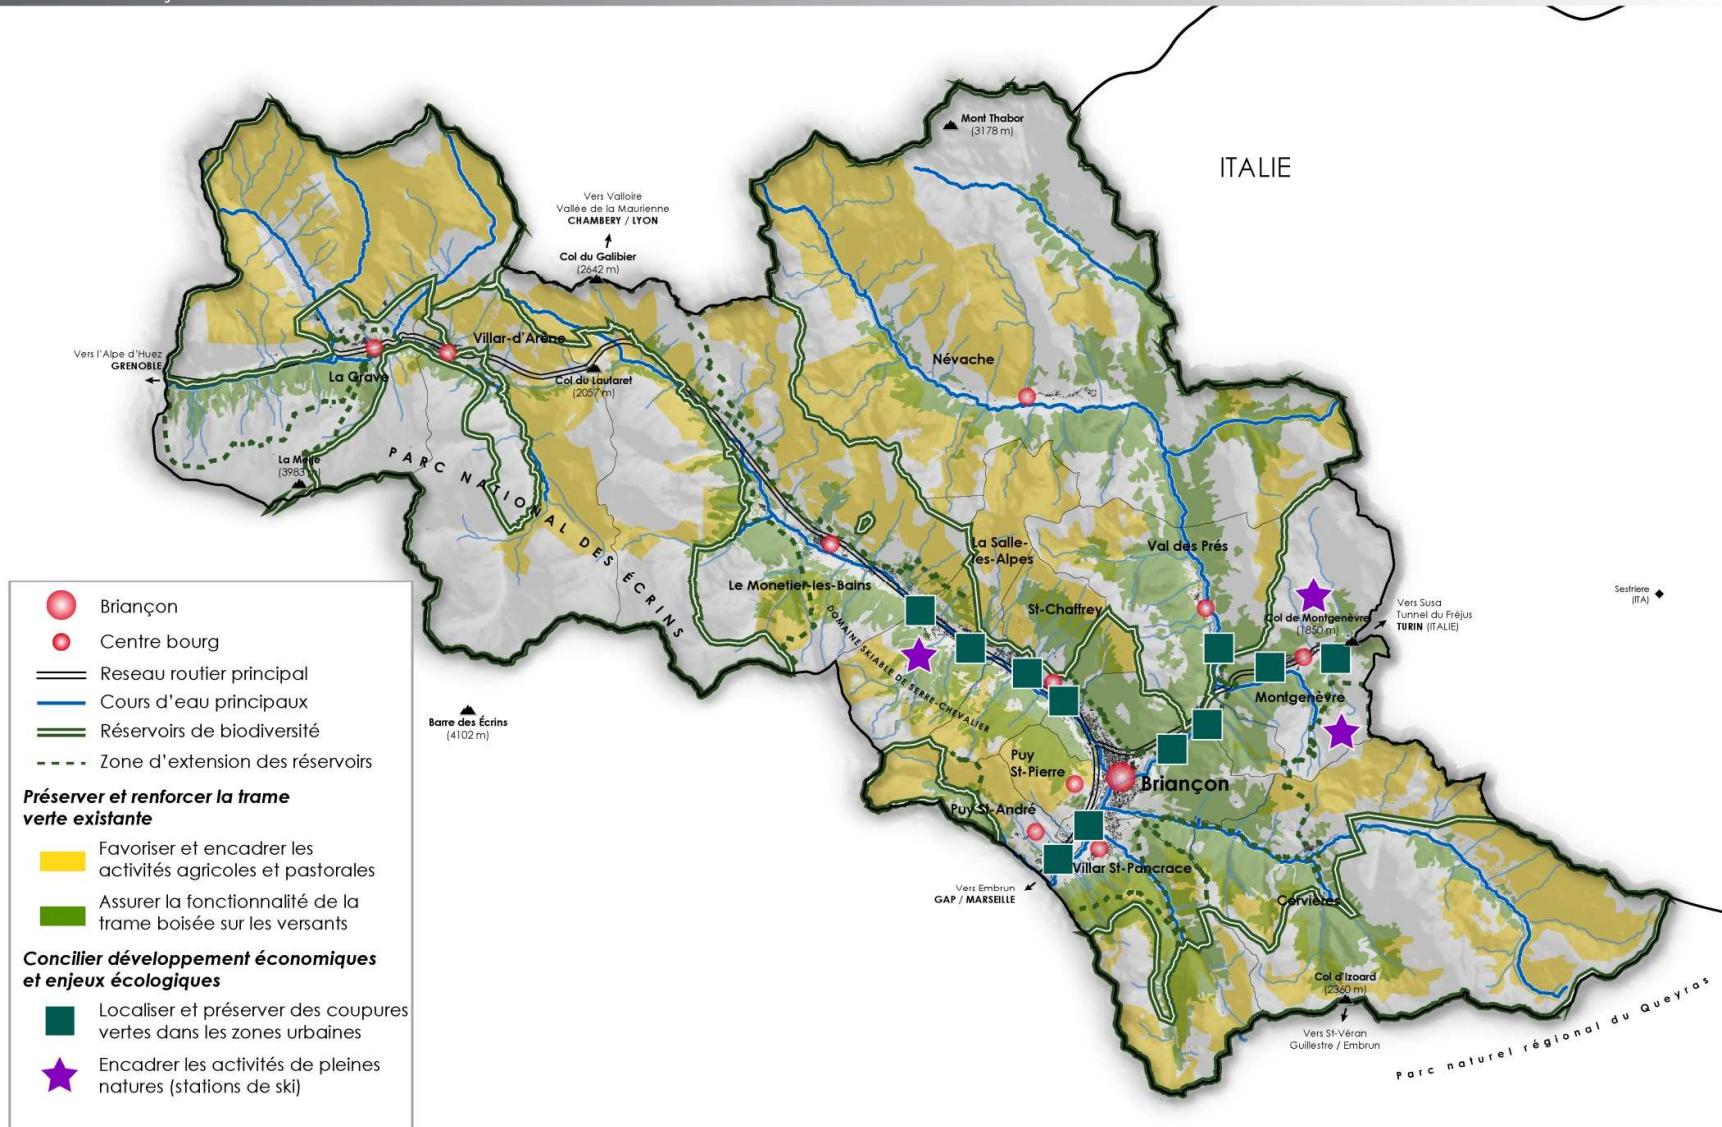 Mont Thabor
(3178 m)
ITALIE
Vers Valloire
Vallée de la Maurienne
CHAMBERY / LYON
Col du Galibier
(2642 m)
Vers l'Alpe d'Huez
GRENOBLE
Villar-d'Arène
La Grave
Col du Lautaret
(2057 m)
Névache
La Meije
(3983 m)
PARC NATIONAL DES ÉCRINS
La Salle-
les-Alpes
Val des Prés
Le Monetier-les-Bains
St-Chaffrey
DOMAINE SKIABLE DE SERRE-CHEVALIER
Col de Montgenèvre
(1850 m)
Vers Susa
Tunnel du Fréjus
TURIN (ITALIE)
Sestriere
(ITA)
Montgenèvre
Barre des Écrins
(4102 m)
Puy
St-Pierre
Briançon
Puy St-André
Villar St-Pancrace
Vers Embrun
GAP / MARSEILLE
Cervières
Col d'Izoard
(2360 m)
Vers St-Véran
Guillestre / Embrun
Parc naturel régional du Queyras
Briançon
Centre bourg
Reseau routier principal
Cours d'eau principaux
Réservoirs de biodiversité
Zone d'extension des réservoirs
Préserver et renforcer la trame
verte existante
Favoriser et encadrer les
activités agricoles et pastorales
Assurer la fonctionnalité de la
trame boisée sur les versants
Concilier développement économiques
et enjeux écologiques
Localiser et préserver des coupures
vertes dans les zones urbaines
Encadrer les activités de pleines
natures (stations de ski)